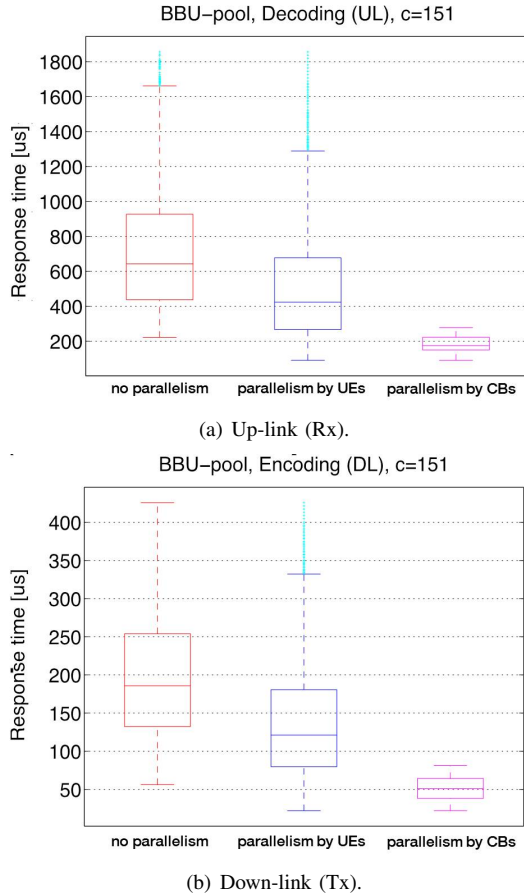 BBU-pool, Decoding (UL), c=151
Response time [us]
1800
1600
1400
1200
1000
800
600
400
200
no parallelism
parallelism by UEs
parallelism by CBs
(a) Up-link (Rx).
BBU-pool, Encoding (DL), c=151
Response time [us]
400
350
300
250
200
150
100
50
no parallelism
parallelism by UEs
parallelism by CBs
(b) Down-link (Tx).